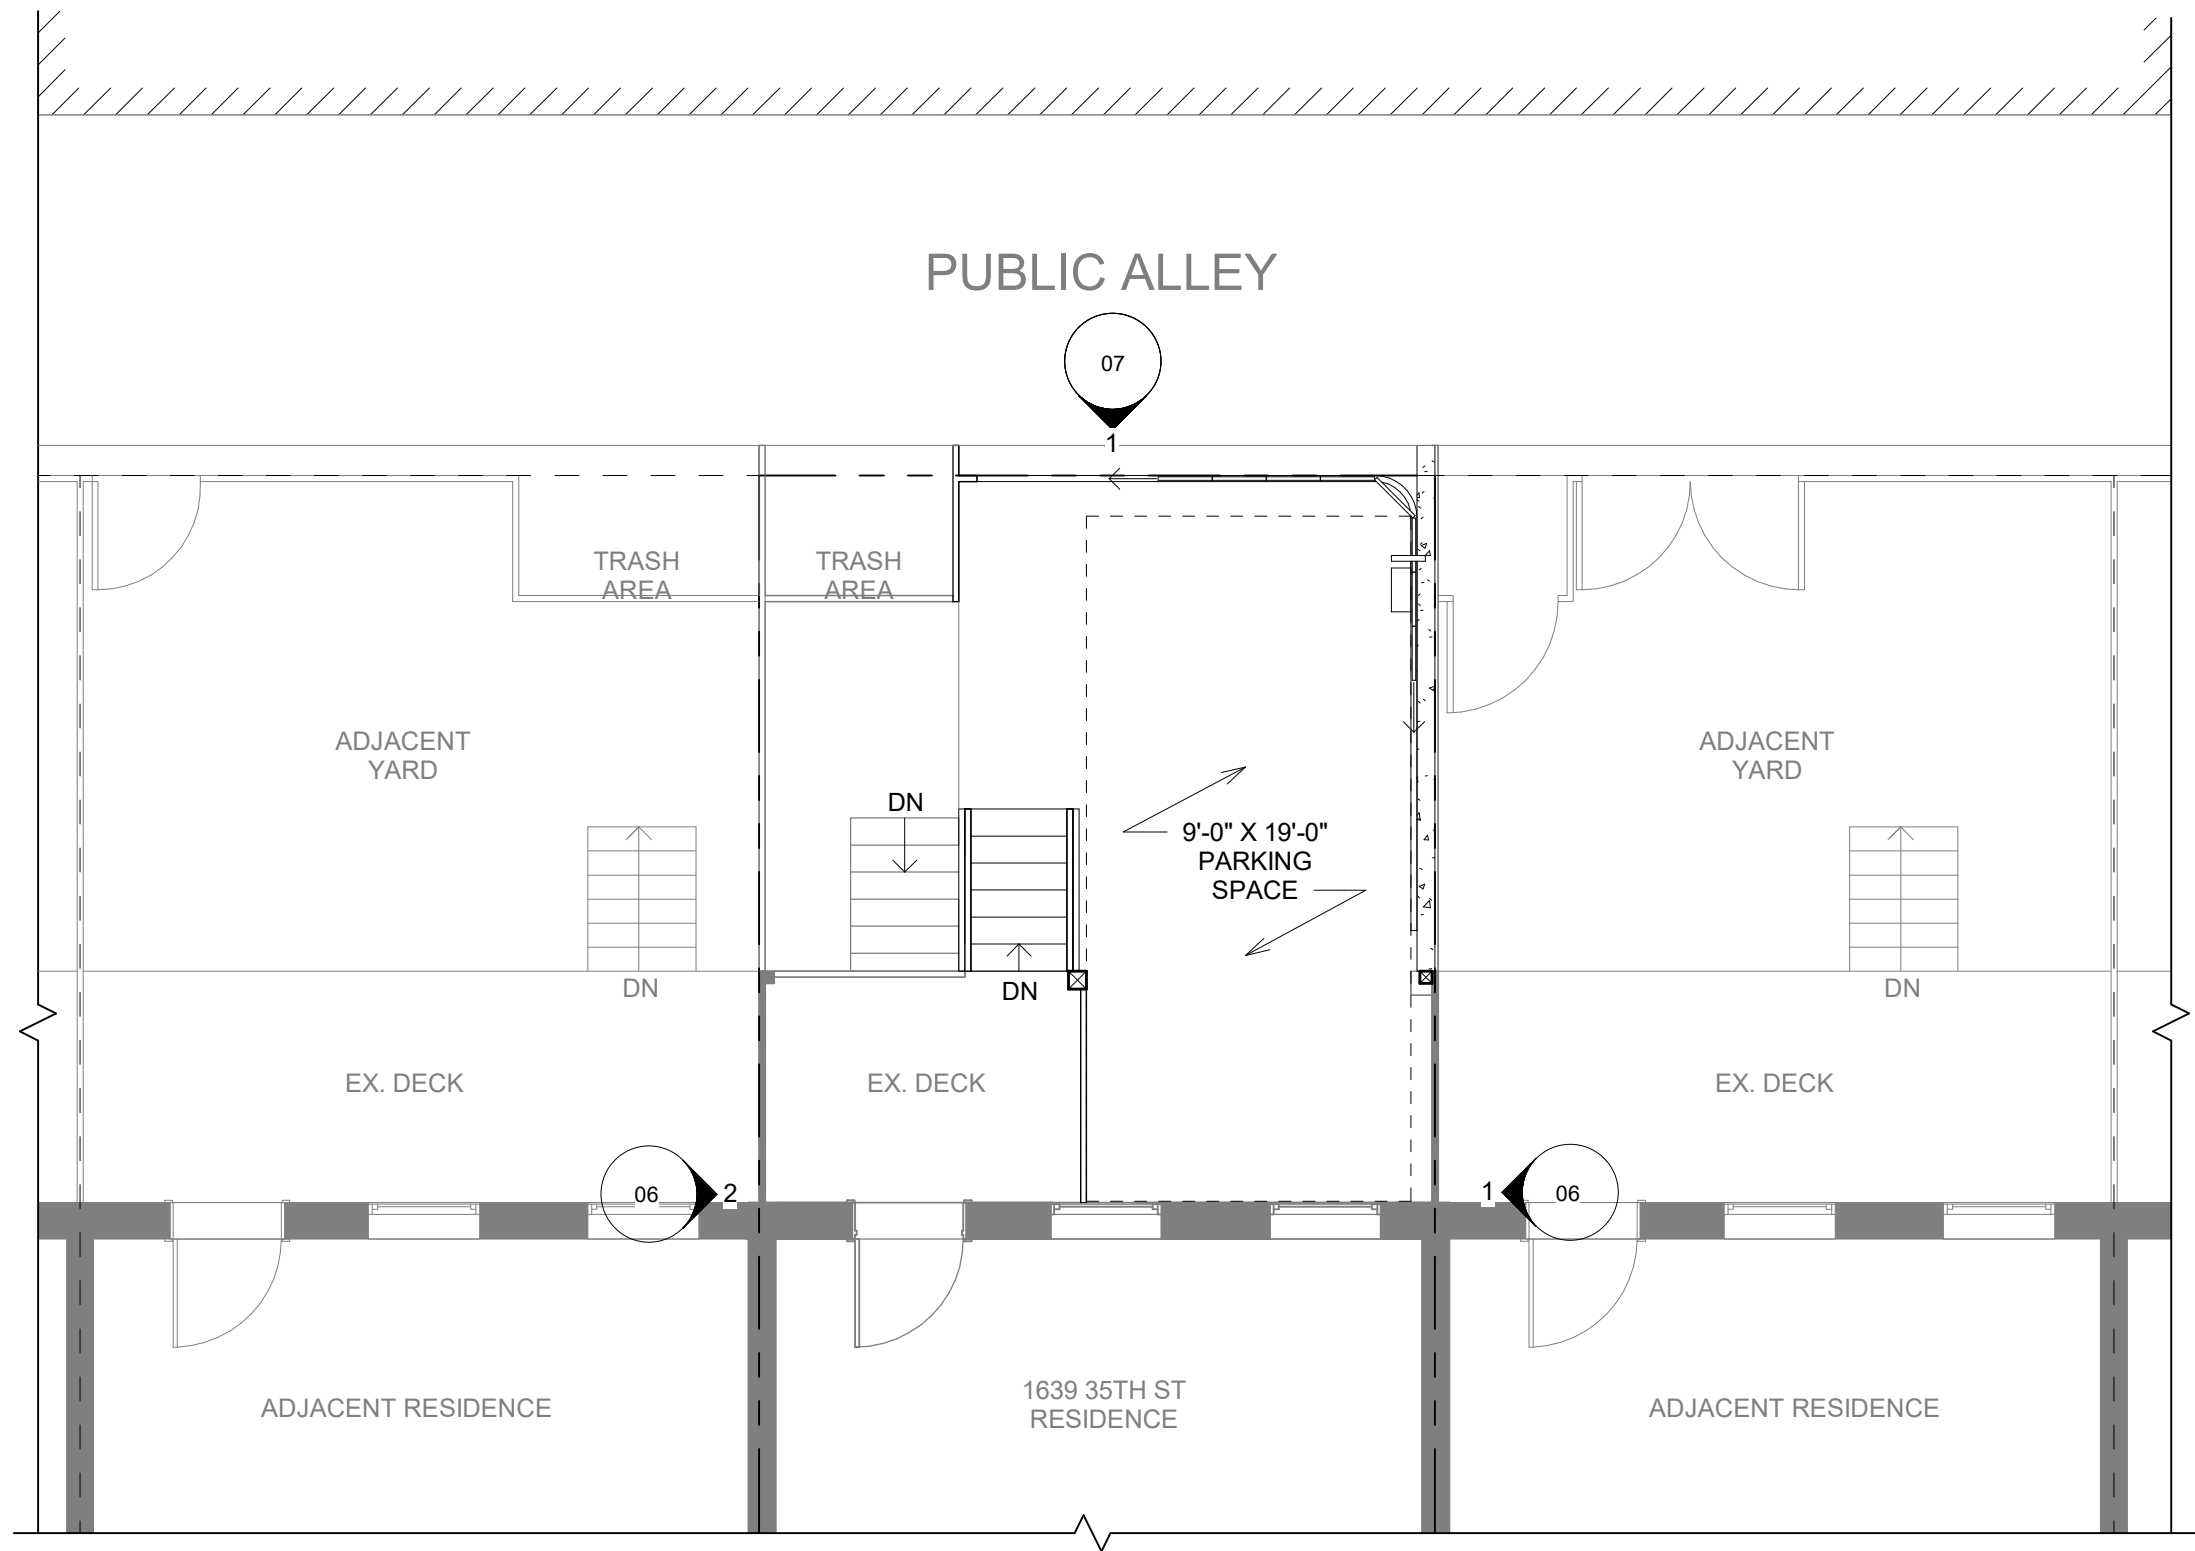 PUBLIC ALLEY
07
1
TRASH
AREA
TRASH
AREA
ADJACENT
YARD
ADJACENT
YARD
DN
9'-0" X 19'-0"
PARKING
SPACE
DN
DN
DN
EX. DECK
EX. DECK
EX. DECK
06
2
1
06
ADJACENT RESIDENCE
1639 35TH ST
RESIDENCE
ADJACENT RESIDENCE